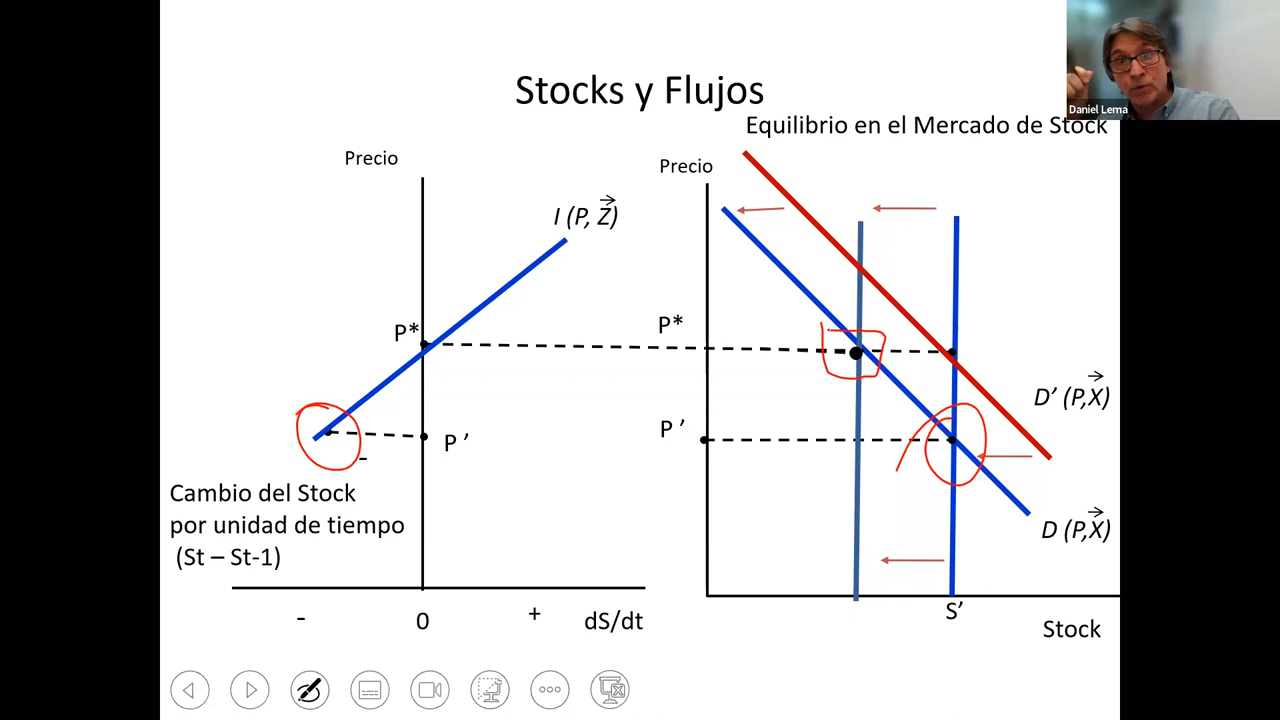 Daniel Lema
Stocks y Flujos
Equilibrio en el Mercado de Stock
Precio
Precio
I (P, Z)
P*
P*
P '
P '
-
D' (P,X)
D (P,X)
Cambio del Stock
por unidad de tiempo
(St – St-1)
-
0
+
dS/dt
S'
Stock